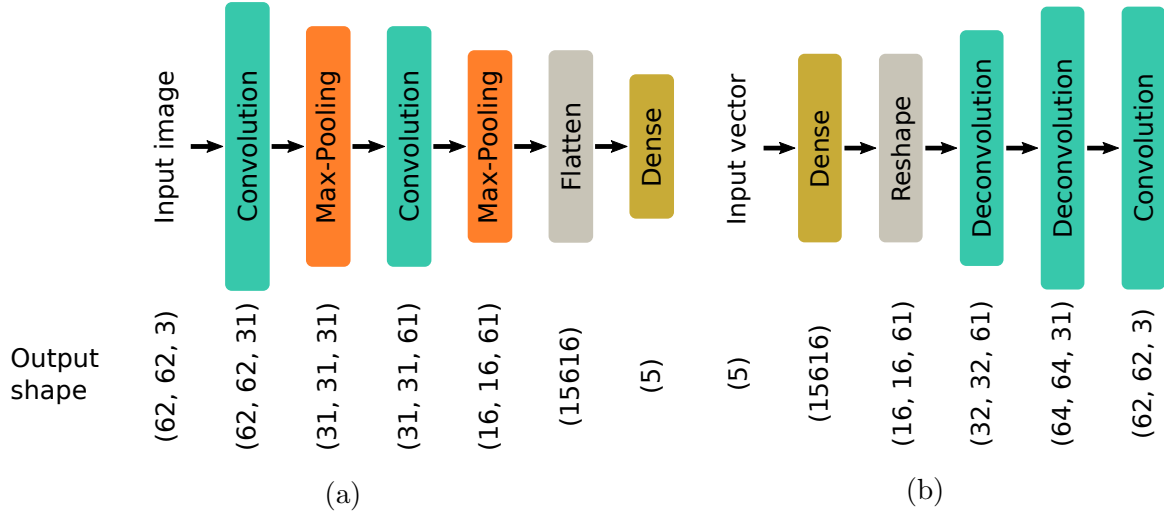 Input image
Convolution
Max-Pooling
Convolution
Max-Pooling
Flatten
Dense
Input vector
Dense
Reshape
Deconvolution
Deconvolution
Convolution
Output
shape
(62, 62, 3)
(62, 62, 31)
(31, 31, 31)
(31, 31, 61)
(16, 16, 61)
(15616)
(5)
(5)
(15616)
(16, 16, 61)
(32, 32, 61)
(64, 64, 31)
(62, 62, 3)
(a)
(b)